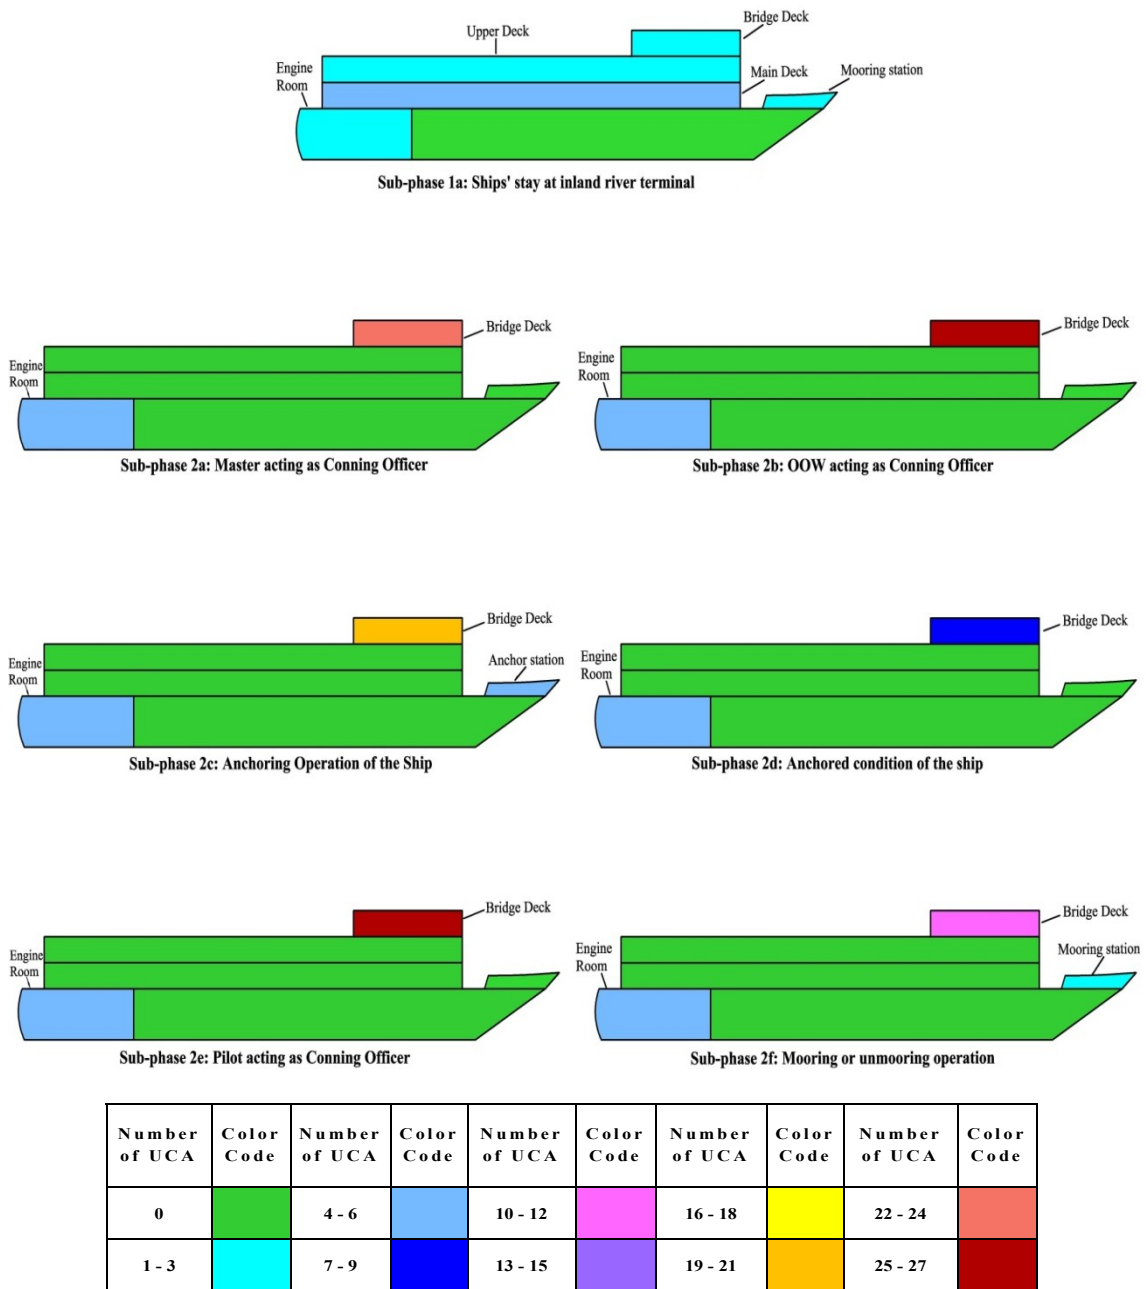 Upper Deck
Bridge Deck
Engine
Room
Main Deck
Mooring station
Sub-phase 1a: Ships' stay at inland river terminal
Bridge Deck
Engine
Room
Sub-phase 2a: Master acting as Conning Officer
Bridge Deck
Engine
Room
Sub-phase 2b: OOW acting as Conning Officer
Bridge Deck
Engine
Room
Anchor station
Sub-phase 2c: Anchoring Operation of the Ship
Bridge Deck
Engine
Room
Sub-phase 2d: Anchored condition of the ship
Bridge Deck
Engine
Room
Sub-phase 2e: Pilot acting as Conning Officer
Bridge Deck
Engine
Room
Mooring station
Sub-phase 2f: Mooring or unmooring operation
Number of UCA Color Code Number of UCA Color Code Number of UCA Color Code Number of UCA Color Code Number of UCA Color Code
0 4 - 6 10 - 12 16 - 18 22 - 24
1 - 3 7 - 9 13 - 15 19 - 21 25 - 27